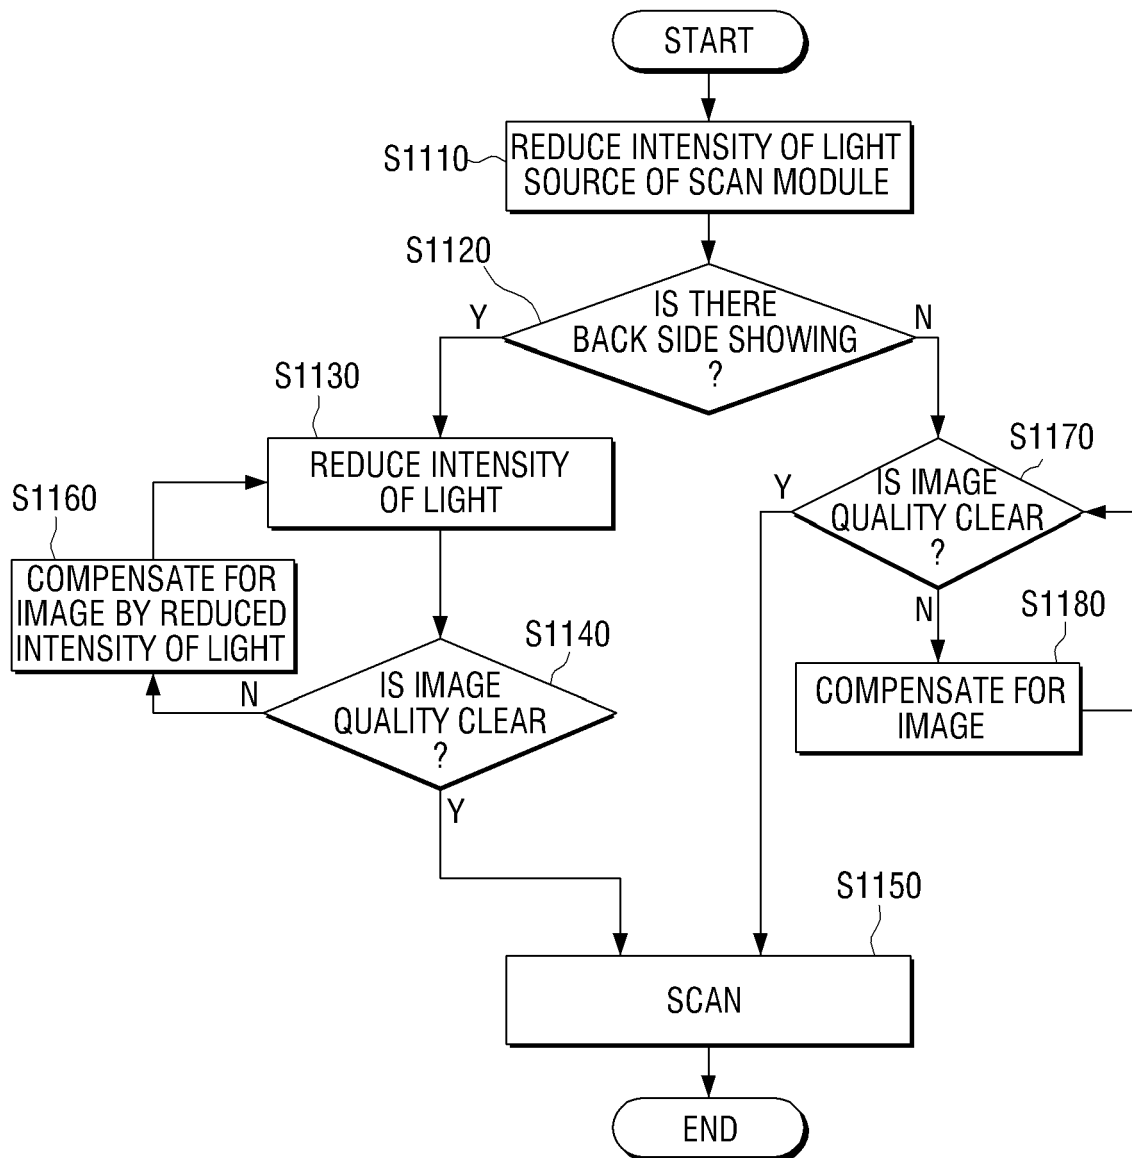 START
S1110
REDUCE INTENSITY OF LIGHT
SOURCE OF SCAN MODULE
S1120
IS THERE
BACK SIDE SHOWING
?
Y
N
S1130
REDUCE INTENSITY
OF LIGHT
S1170
IS IMAGE
QUALITY CLEAR
?
Y
N
S1160
COMPENSATE FOR
IMAGE BY REDUCED
INTENSITY OF LIGHT
S1140
IS IMAGE
QUALITY CLEAR
?
N
Y
S1180
COMPENSATE FOR
IMAGE
S1150
SCAN
END